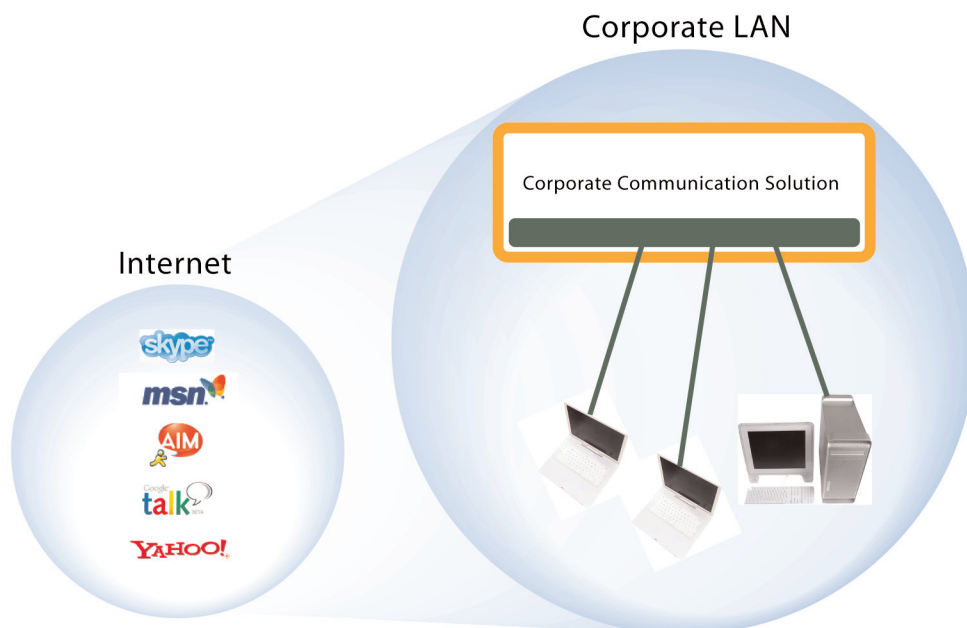 Corporate LAN
Corporate Communication Solution
Internet
skype
msn
AIM
Google
talk
BETA
YAHOO!